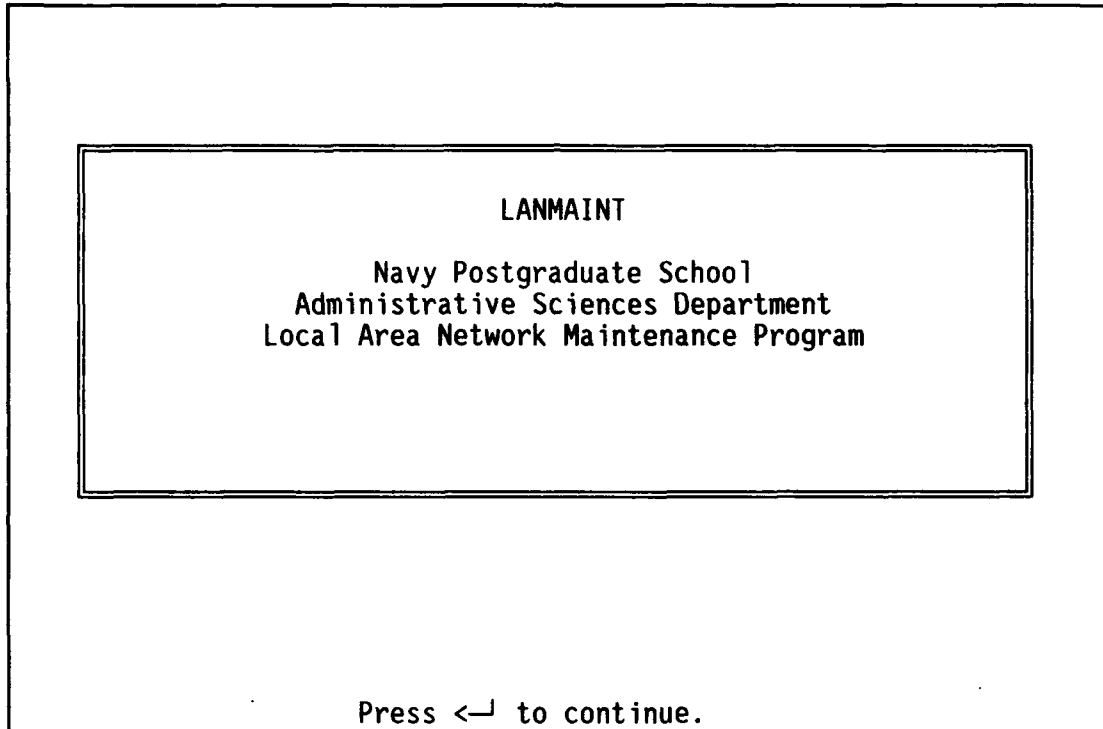 LANMAINT
Navy Postgraduate School
Administrative Sciences Department
Local Area Network Maintenance Program
Press <─┘ to continue.